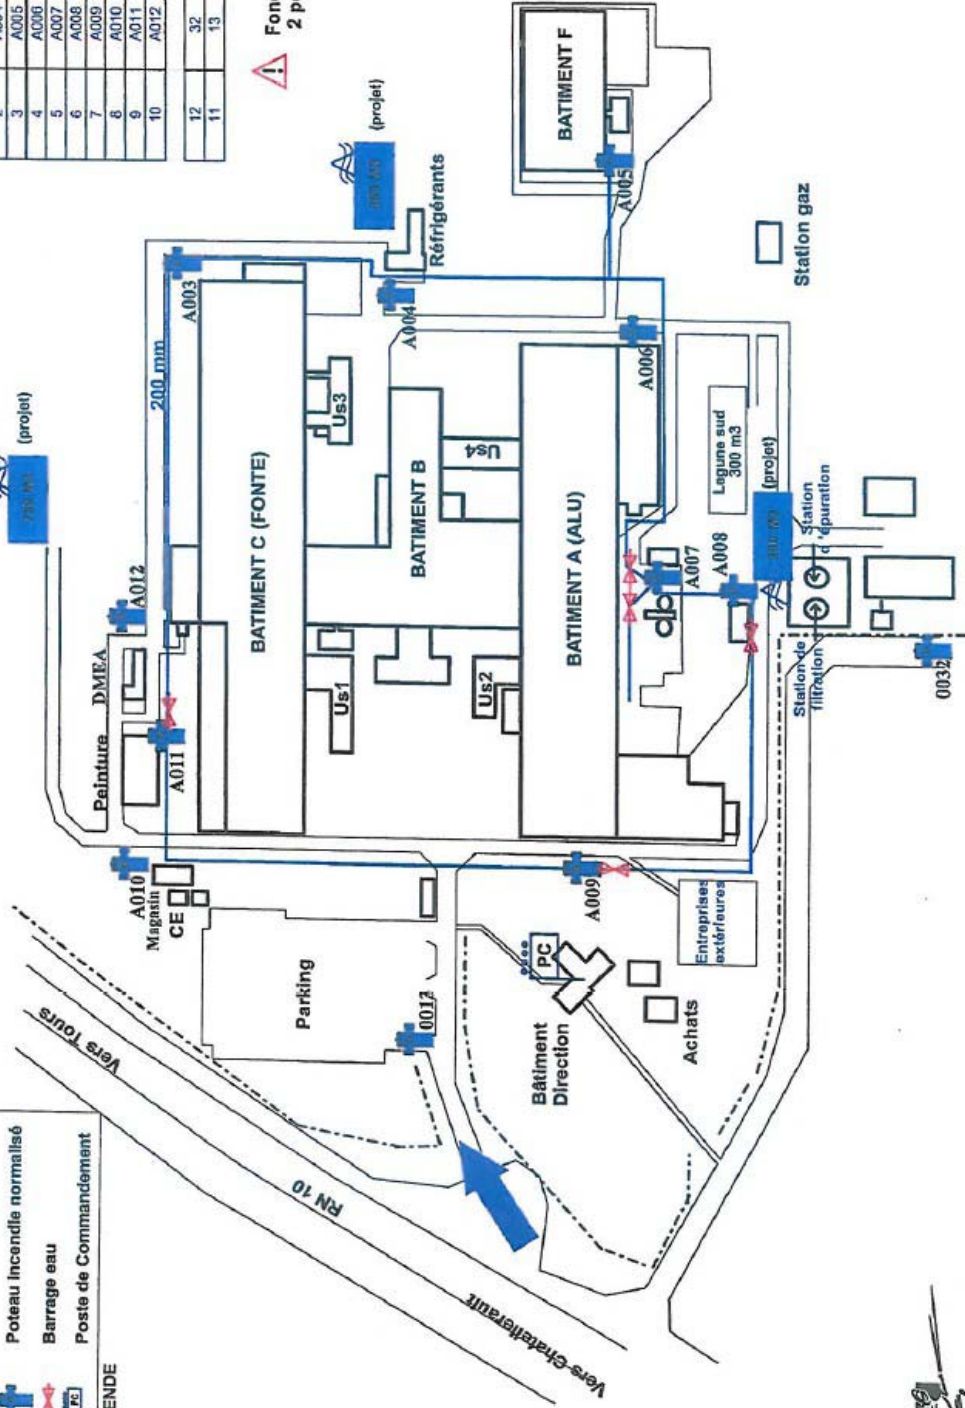 3 A005
4 A006
5 A007
6 A008
7 A009
8 A010
9 A011
10 A012
12 32
11 13
(projet)
(projet)
Réfrigérants
BATIMENT F
A005
Station gaz
A003
200 mm
A004
A006
Us3
BATIMENT C (FONTE)
BATIMENT B
Us4
BATIMENT A (ALU)
Lagune sud
300 m3
(projet)
Station
d'épuration
A007
A008
A012
DMEA
Peinture
A011
Us1
Us2
Station de
filtration
0032
A010
Magasin
CE
A009
Entreprises
extérieures
Parking
PC
0012
Bâtiment
Direction
Achats
Vers Tours
RN 10
Vers Chatellerault
Poteau incendie normalisé
Barrage eau
PC Poste de Commandement
ENDE